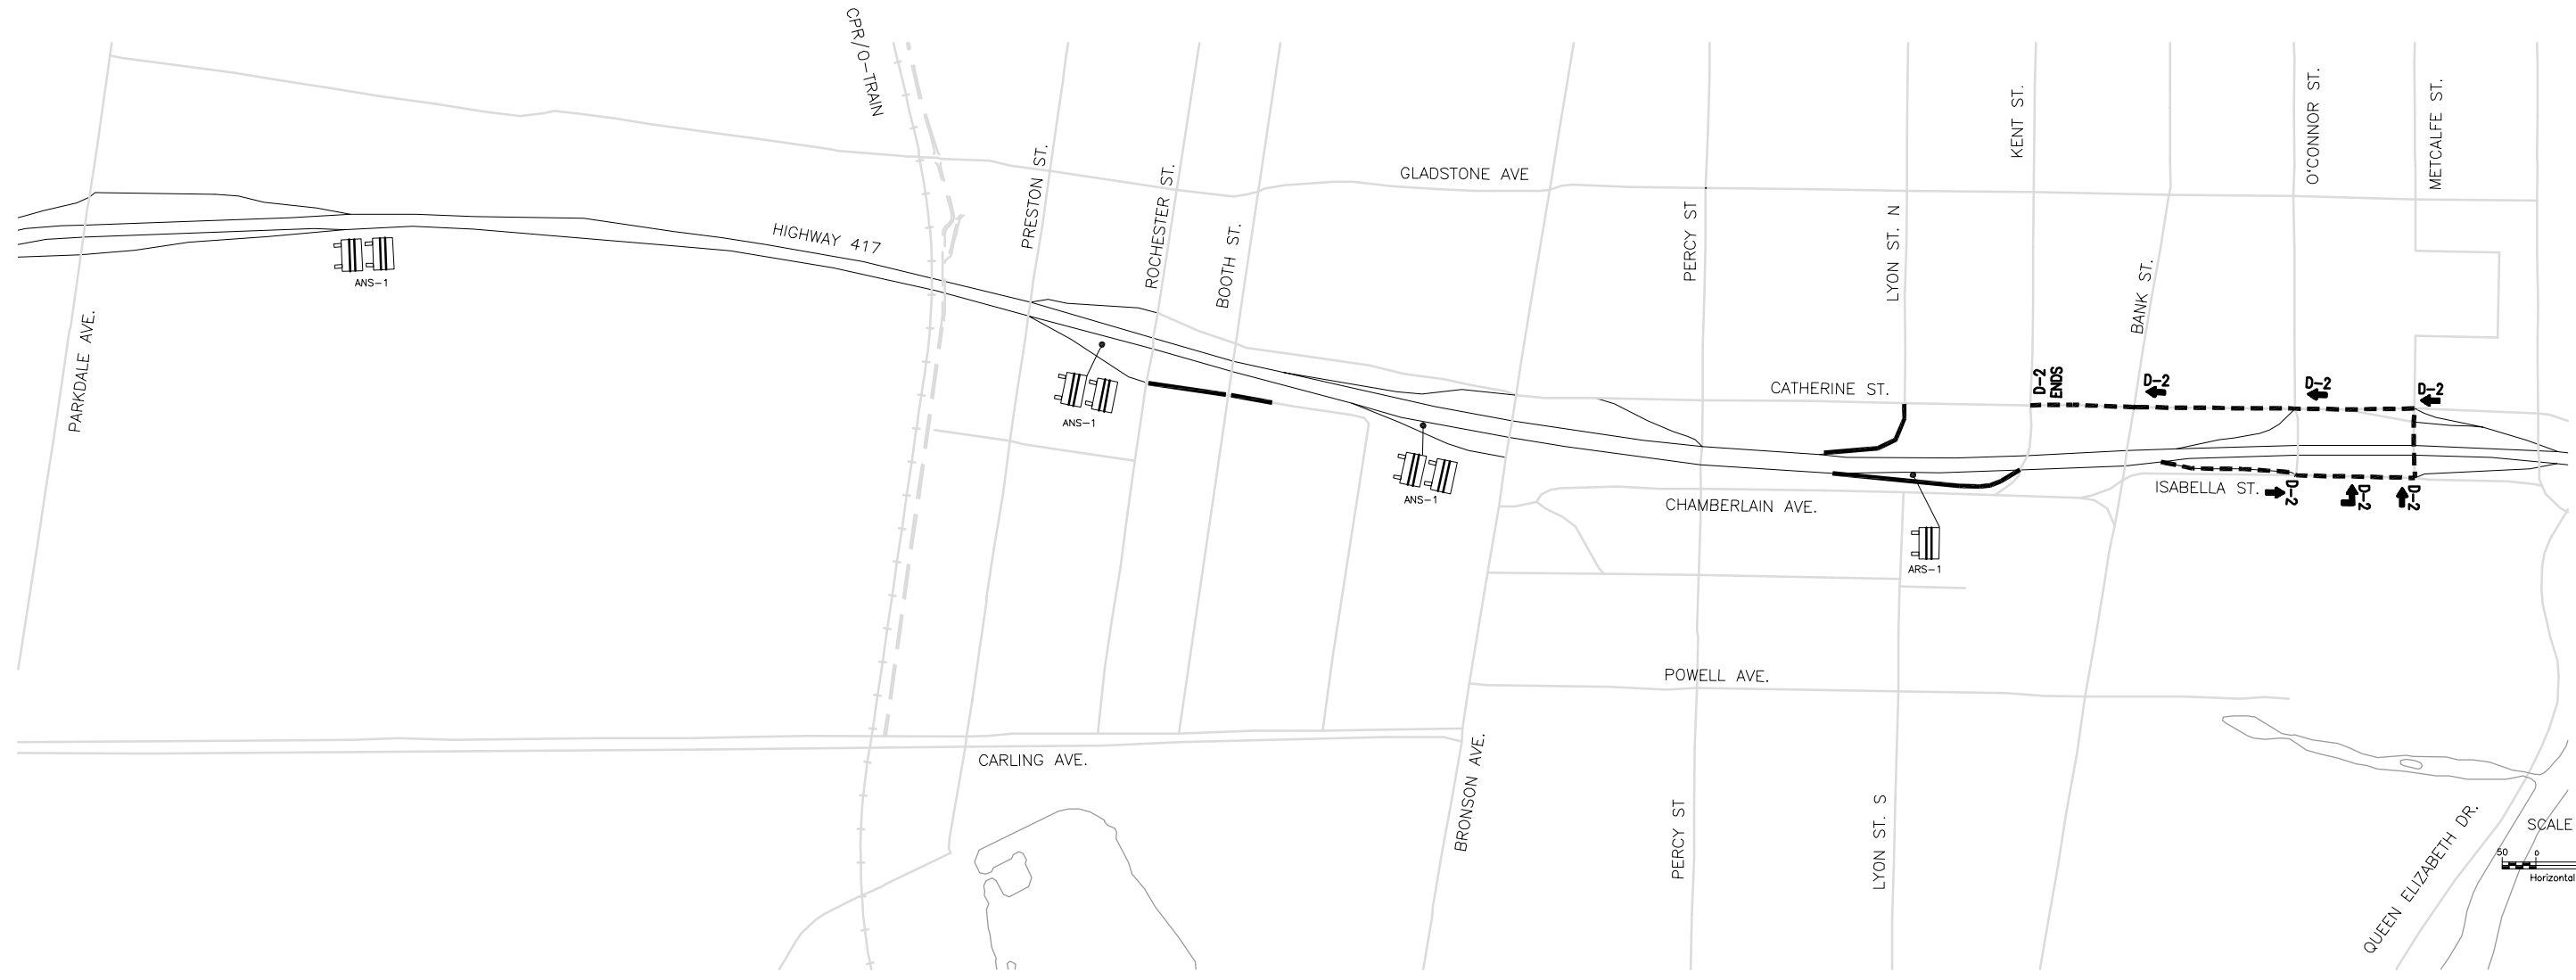 CPR/O-TRAIN
PARKDALE AVE.
HIGHWAY 417
PRESTON ST.
ROCHESTER ST.
BOOTH ST.
GLADSTONE AVE
PERCY ST
LYON ST. N
KENT ST.
BANK ST.
O'CONNOR ST.
METCALFE ST.
ANS-1
ANS-1
ANS-1
ARS-1
CATHERINE ST.
D-2
ENDS
D-2
D-2
D-2
ISABELLA ST.
D-2
D-2
D-2
CHAMBERLAIN AVE.
POWELL AVE.
CARLING AVE.
BRONSON AVE.
PERCY ST
LYON ST. S
QUEEN ELIZABETH DR.
SCALE
50 0
Horizontal